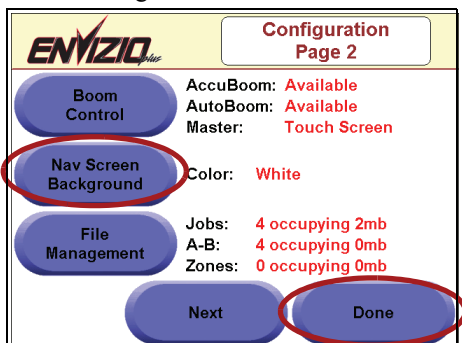 ENVIZIO plus
Configuration
Page 2
Boom
Control
AccuBoom: Available
AutoBoom: Available
Master: Touch Screen
Nav Screen
Background
Color: White
File
Management
Jobs: 4 occupying 2mb
A-B: 4 occupying 0mb
Zones: 0 occupying 0mb
Next
Done